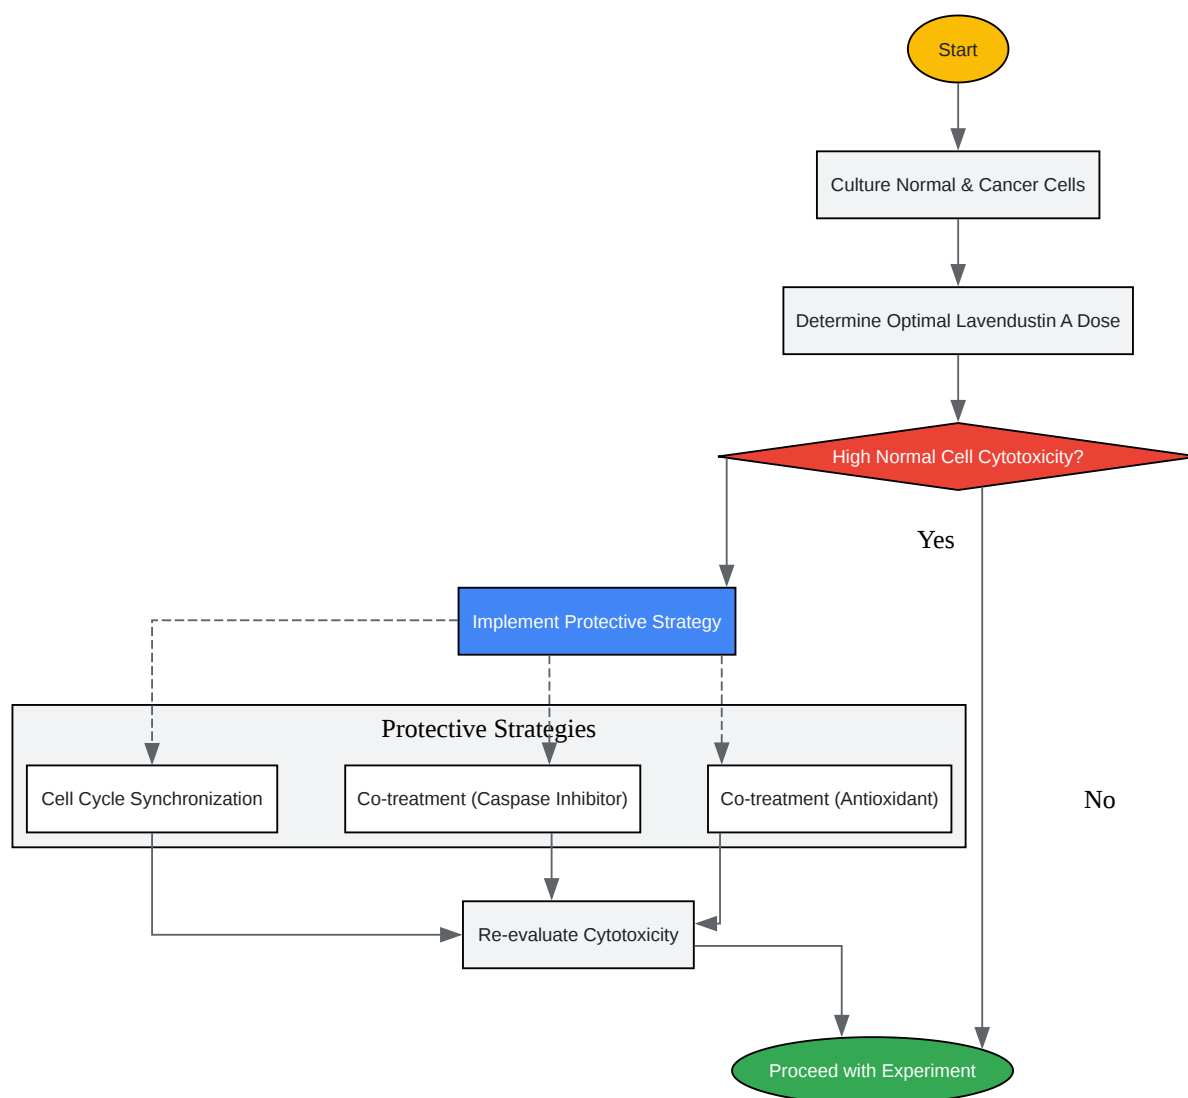 Start
Culture Normal & Cancer Cells
Determine Optimal Lavendustin A Dose
High Normal Cell Cytotoxicity?
Yes
Implement Protective Strategy
Protective Strategies
Cell Cycle Synchronization
Co-treatment (Caspase Inhibitor)
Co-treatment (Antioxidant)
No
Re-evaluate Cytotoxicity
Proceed with Experiment